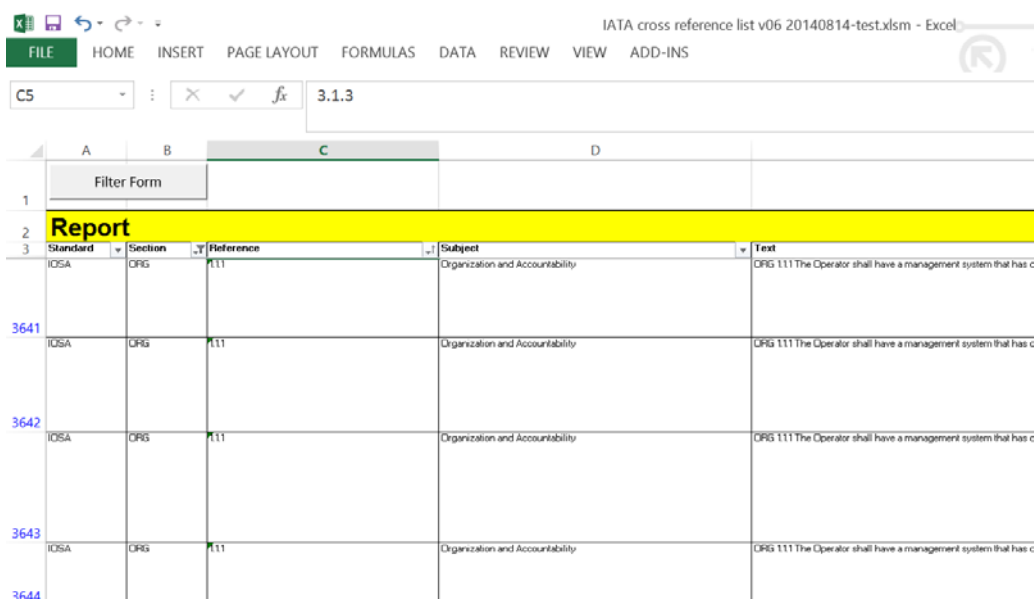 IATA cross reference list v06 20140814-test.xlsm - Excel
FILE HOME INSERT PAGE LAYOUT FORMULAS DATA REVIEW VIEW ADD-INS
C5 fx 3.1.3
A B C D
Filter Form
1
2 Report
3 Standard Section Reference Subject Text
IOSA ORG 1.1.1 Organization and Accountability ORG 1.1.1 The Operator shall have a management system that has
3641
IOSA ORG 1.1.1 Organization and Accountability ORG 1.1.1 The Operator shall have a management system that has
3642
IOSA ORG 1.1.1 Organization and Accountability ORG 1.1.1 The Operator shall have a management system that has
3643
IOSA ORG 1.1.1 Organization and Accountability ORG 1.1.1 The Operator shall have a management system that has
3644